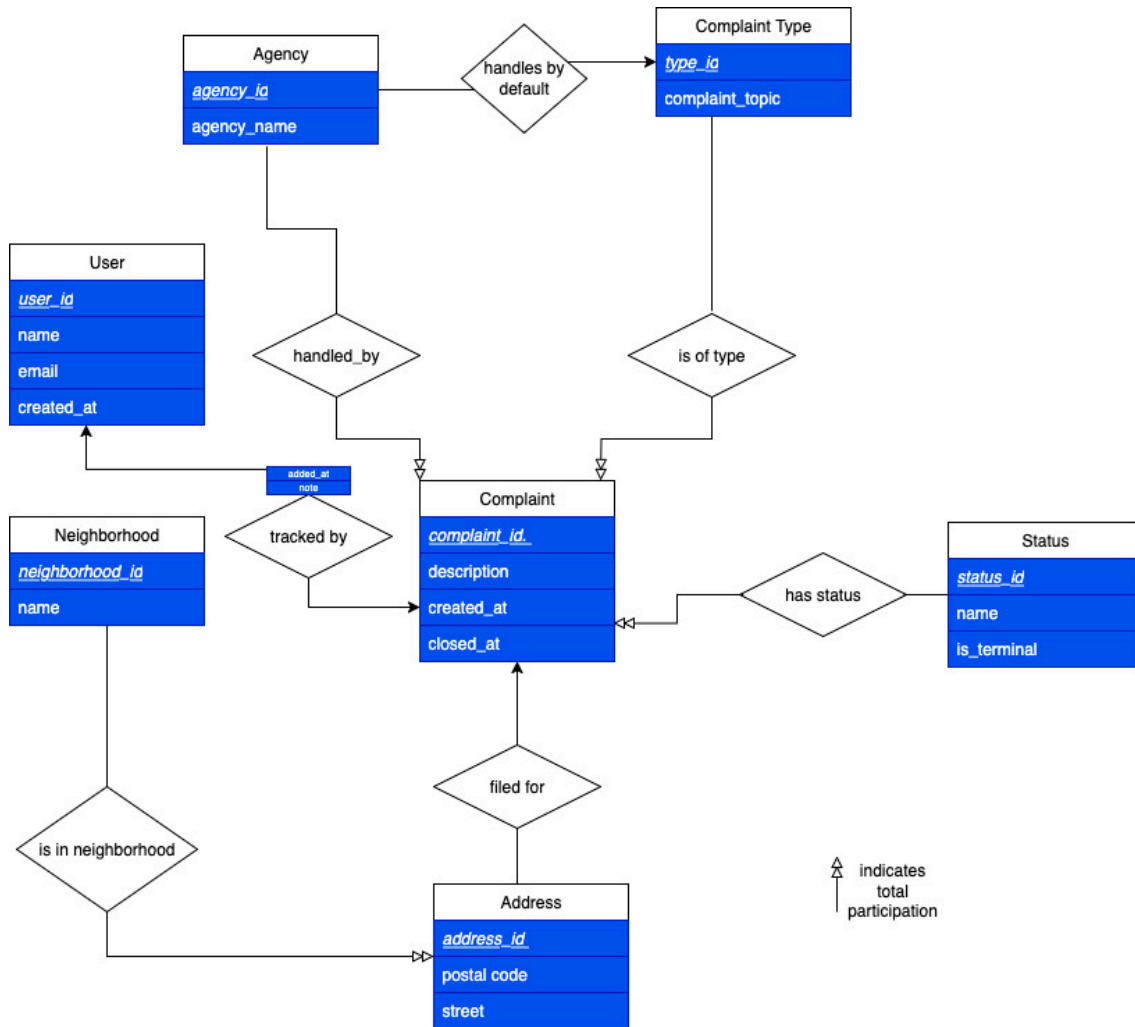 Agency
agency_id
agency_name
handles by
default
Complaint Type
type_id
complaint_topic
User
user_id
name
email
created_at
handled_by
is of type
added_at
note
tracked by
Complaint
complaint_id.
description
created_at
closed_at
Neighborhood
neighborhood_id
name
has status
Status
status_id
name
is_terminal
filed for
is in neighborhood
Address
address_id
postal code
street
indicates
total
participation